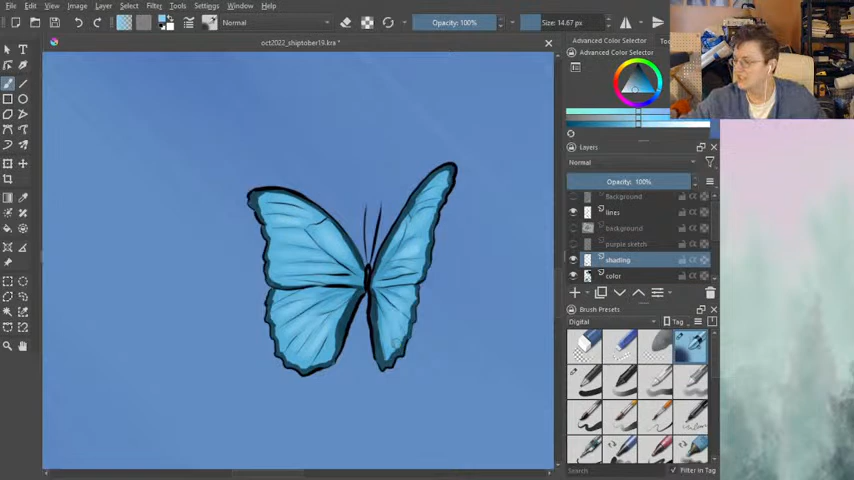 File Edit View Image Layer Select Filter Tools Settings Window Help
Normal
Opacity: 100%
Size: 14.67 px
oct2022_shiptober19.kra *
Advanced Color Selector
Advanced Color Selector
Layers
Normal
Opacity: 100%
Background
lines
background
purple sketch
shading
color
Brush Presets
Digital
Tag
Search
Filter in Tag